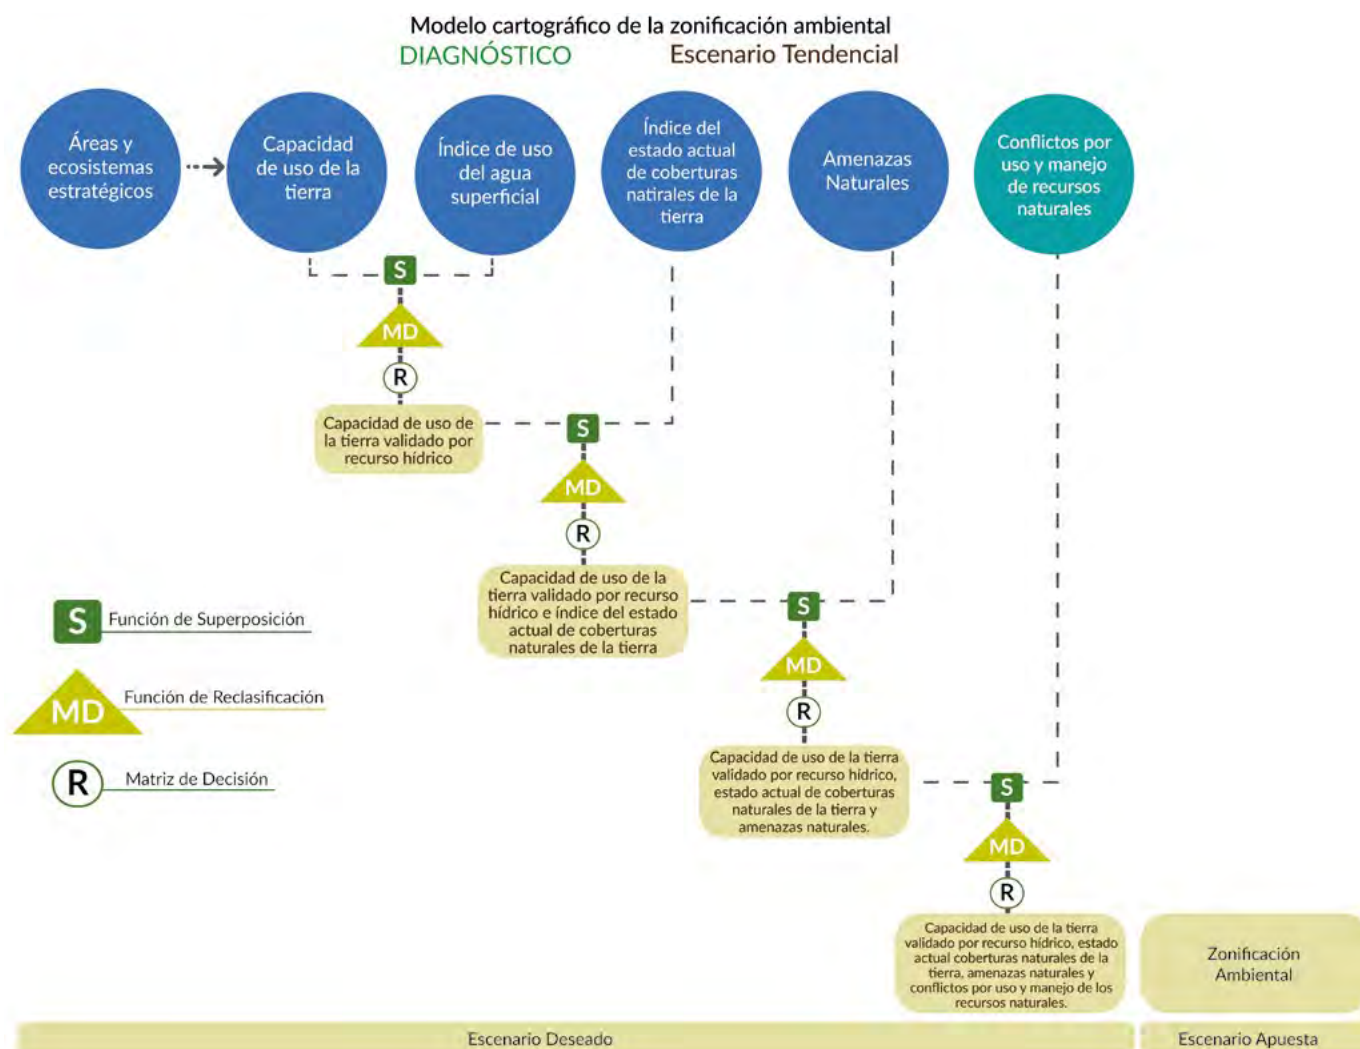 Modelo cartográfico de la zonificación ambiental
DIAGNÓSTICO
Escenario Tendencial
Áreas y
ecosistemas
estratégicos
Capacidad
de uso de la
tierra
Índice de uso
del agua
superficial
Índice del
estado actual
de coberturas
natirales de la
tierra
Amenazas
Naturales
Conflictos por
uso y manejo
de recursos
naturales
S
MD
R
Capacidad de uso de
la tierra validado por
recurso hídrico
S
MD
R
Capacidad de uso de la
tierra validado por recurso
hídrico e índice del estado
actual de coberturas
naturales de la tierra
S
MD
R
Capacidad de uso de la tierra
validado por recurso hídrico,
estado actual de coberturas
naturales de la tierra y
amenazas naturales.
S
MD
R
Capacidad de uso de la tierra
validado por recurso hídrico, estado
actual coberturas naturales de la
tierra, amenazas naturales y
conflictos por uso y manejo de los
recursos naturales.
Zonificación
Ambiental
S Función de Superposición
MD Función de Reclasificación
R Matriz de Decisión
Escenario Deseado
Escenario Apuesta